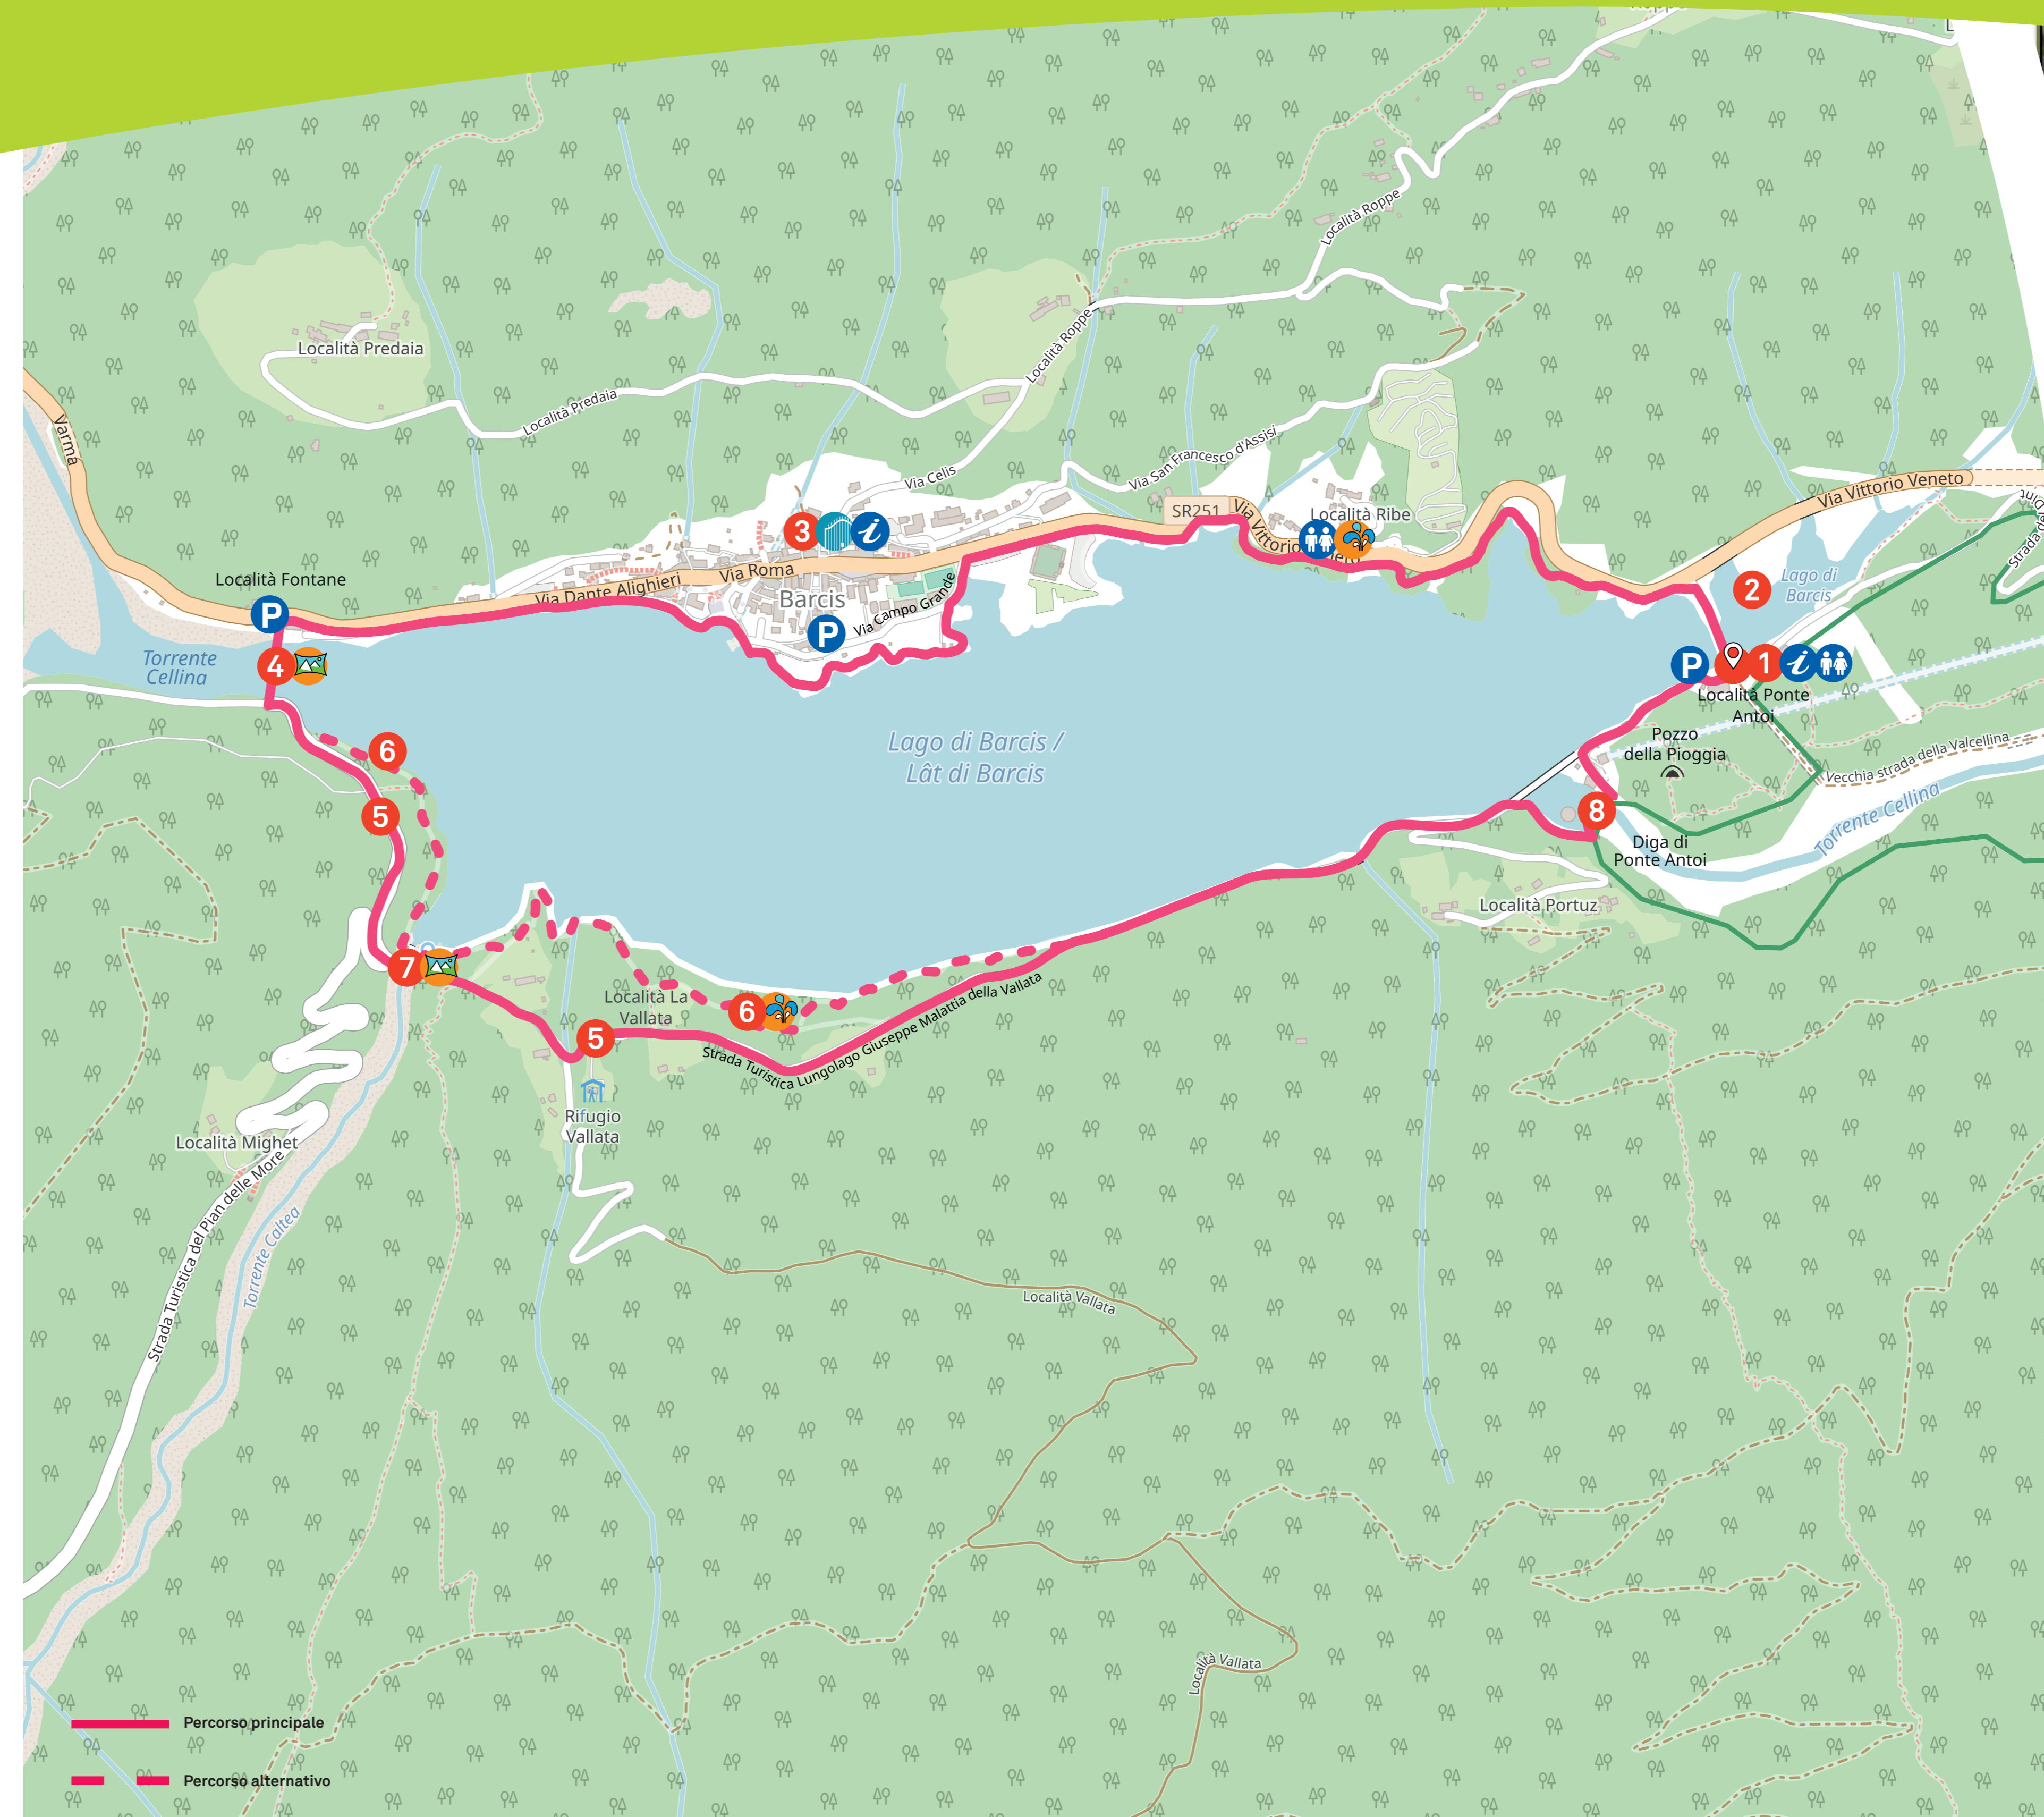 Località Roppe
Località Predaia
Località Roppe
Località Predaia
Varma
Via San Francesco d'Assisi
Via Celis
Via Vittorio Veneto
SR251
Località Ribe
Via Vittorio
3
i
Località Fontane
Via Dante Alighieri
Via Roma
Barcis
Via Campo Grande
Lago di
Barcis
2
P
P
Torrente
Cellina
4
P
1
i
Località Ponte
Antoi
Pozzo
della Pioggia
Vecchia strada della Valcellina
Lago di Barcis /
Lât di Barcis
6
5
8
Torrente Cellina
Diga di
Ponte Antoi
Località Portuz
7
Località La
Vallata
6
5
Strada Turistica Lungolago Giuseppe Malattia della Vallata
Rifugio
Vallata
Località Mighet
Strada Turistica del Pian delle More
Torrente Caltea
Località Vallata
Località Vallata
Percorso principale
Percorso alternativo